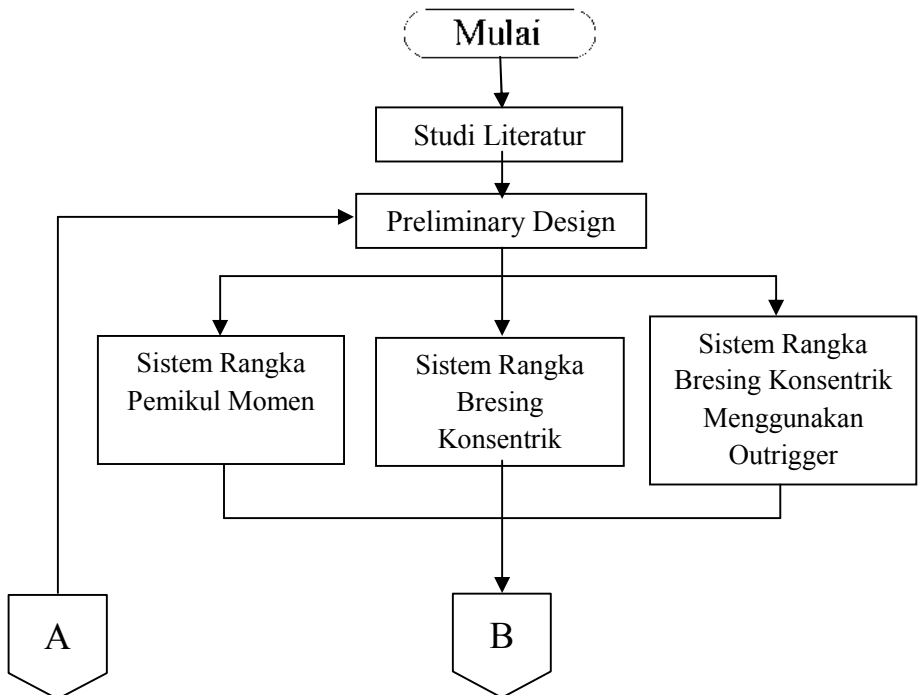 Mulai
Studi Literatur
Preliminary Design
Sistem Rangka
Pemikul Momen
Sistem Rangka
Bresing
Konsentrik
Sistem Rangka
Bresing Konsentrik
Menggunakan
Outrigger
A
B